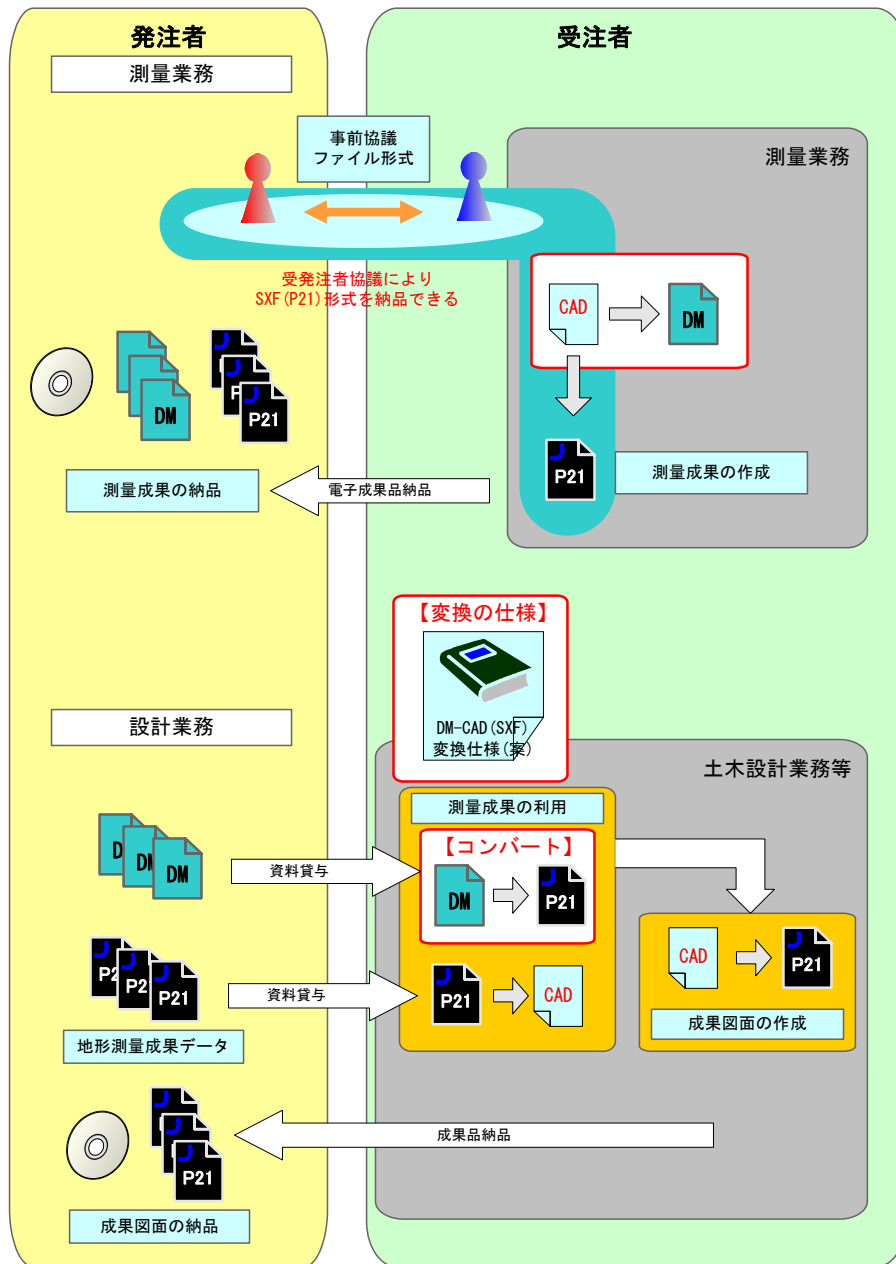 発注者
受注者
測量業務
事前協議
ファイル形式
測量業務
受発注者協議により
SXF(P21)形式を納品できる
CAD
DM
DM
P21
P21
測量成果の作成
測量成果の納品
電子成果品納品
【変換の仕様】
DM-CAD(SXF)
変換仕様(案)
設計業務
土木設計業務等
測量成果の利用
【コンバート】
DM
資料貸与
DM
P21
CAD
P21
成果図面の作成
P21
資料貸与
P21
CAD
地形測量成果データ
成果品納品
P21
成果図面の納品